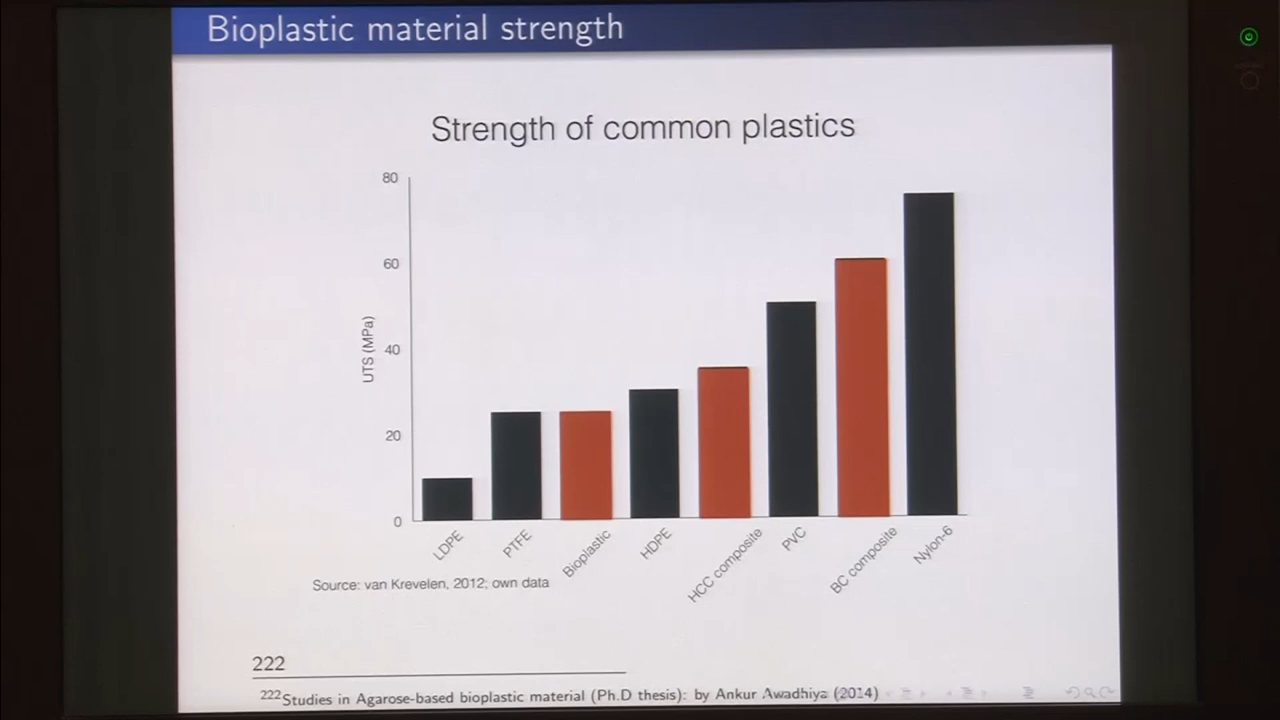 Bioplastic material strength
Strength of common plastics
80
60
40
20
0
UTS (MPa)
LDPE
PTFE
Bioplastic
HDPE
HCC composite
PVC
BC composite
Nylon-6
Source: van Krevelen, 2012; own data
222
222Studies in Agarose-based bioplastic material (Ph.D thesis): by Ankur Awadhiya (2014)